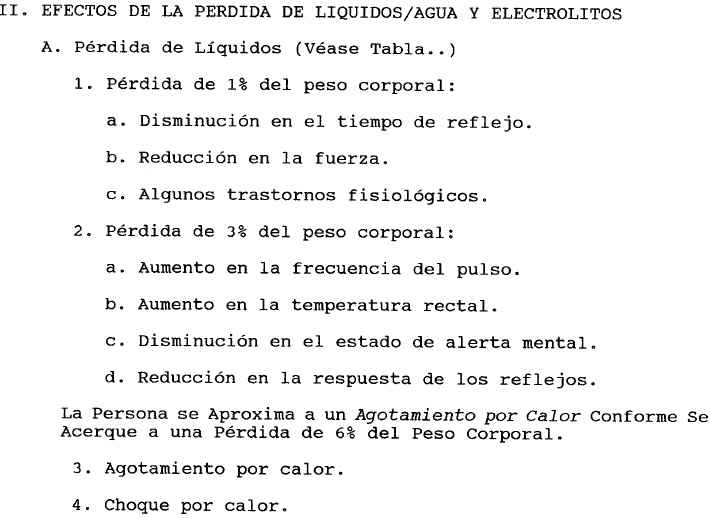 II. EFECTOS DE LA PERDIDA DE LIQUIDOS/AGUA Y ELECTROLITOS
A. Pérdida de Líquidos (Véase Tabla..)
1. Pérdida de 1% del peso corporal:
a. Disminución en el tiempo de reflejo.
b. Reducción en la fuerza.
c. Algunos trastornos fisiológicos.
2. Pérdida de 3% del peso corporal:
a. Aumento en la frecuencia del pulso.
b. Aumento en la temperatura rectal.
c. Disminución en el estado de alerta mental.
d. Reducción en la respuesta de los reflejos.
La Persona se Aproxima a un Agotamiento por Calor Conforme Se
Acerque a una Pérdida de 6% del Peso Corporal.
3. Agotamiento por calor.
4. Choque por calor.